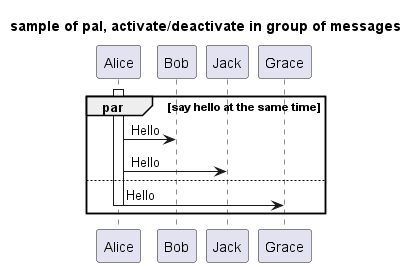 sample of pal, activate/deactivate in group of messages
Alice Bob Jack Grace
par [say hello at the same time]
Hello
Hello
Hello
Alice Bob Jack Grace